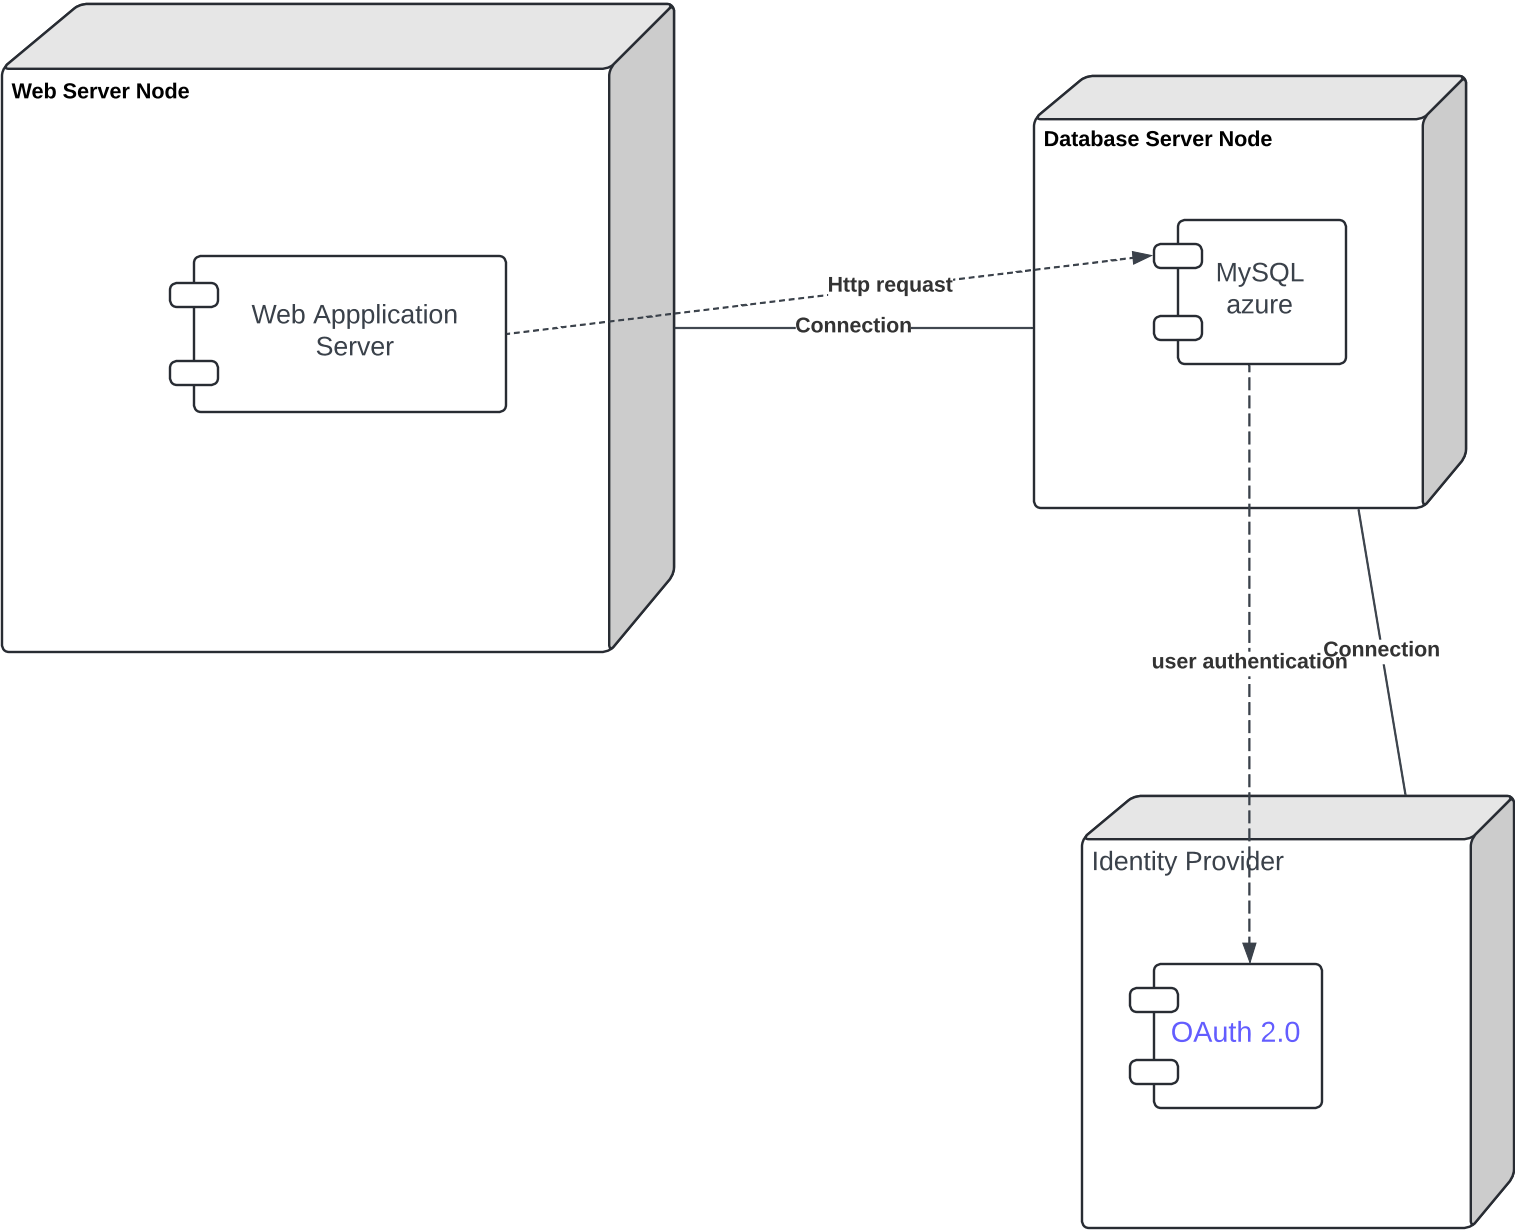 Web Server Node
Database Server Node
Web Appplication
Server
Http requast
Connection
MySQL
azure
user authentication
Connection
Identity Provider
OAuth 2.0